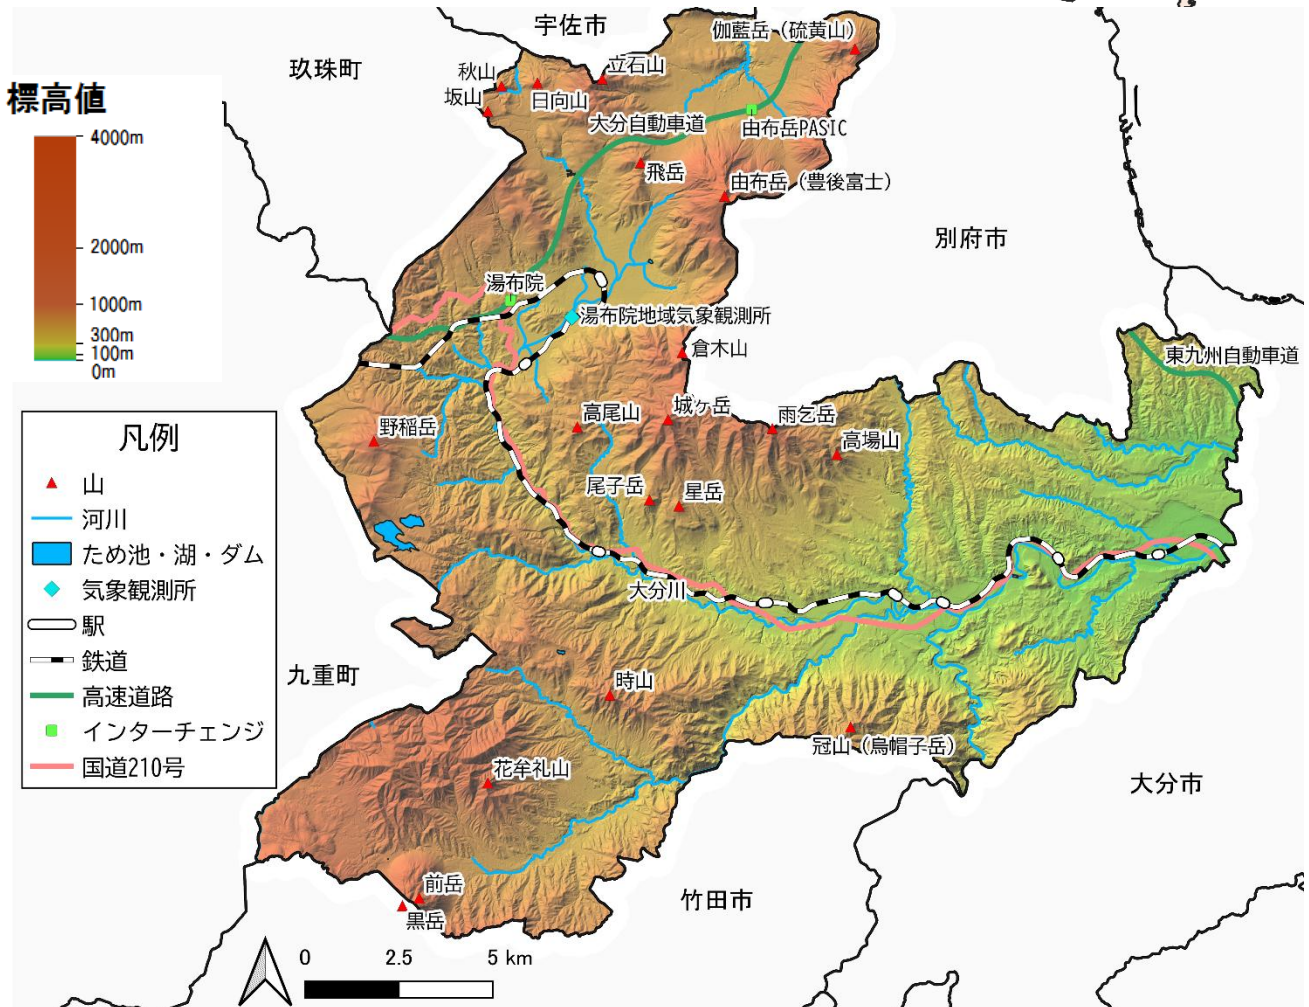 宇佐市
伽藍岳（硫黄山）
玖珠町
立石山
秋山
日向山
坂山
標高値
4000m
2000m
1000m
300m
100m
0m
大分自動車道
由布岳PASIC
飛岳
由布岳（豊後富士）
別府市
湯布院
湯布院地域気象観測所
倉木山
東九州自動車道
城ヶ岳
雨乞岳
高尾山
野稲岳
高場山
尾子岳
星岳
大分川
凡例
山
河川
ため池・湖・ダム
気象観測所
駅
鉄道
高速道路
インターチェンジ
国道210号
九重町
時山
冠山（烏帽子岳）
花牟礼山
大分市
前岳
黒岳
竹田市
0 2.5 5 km